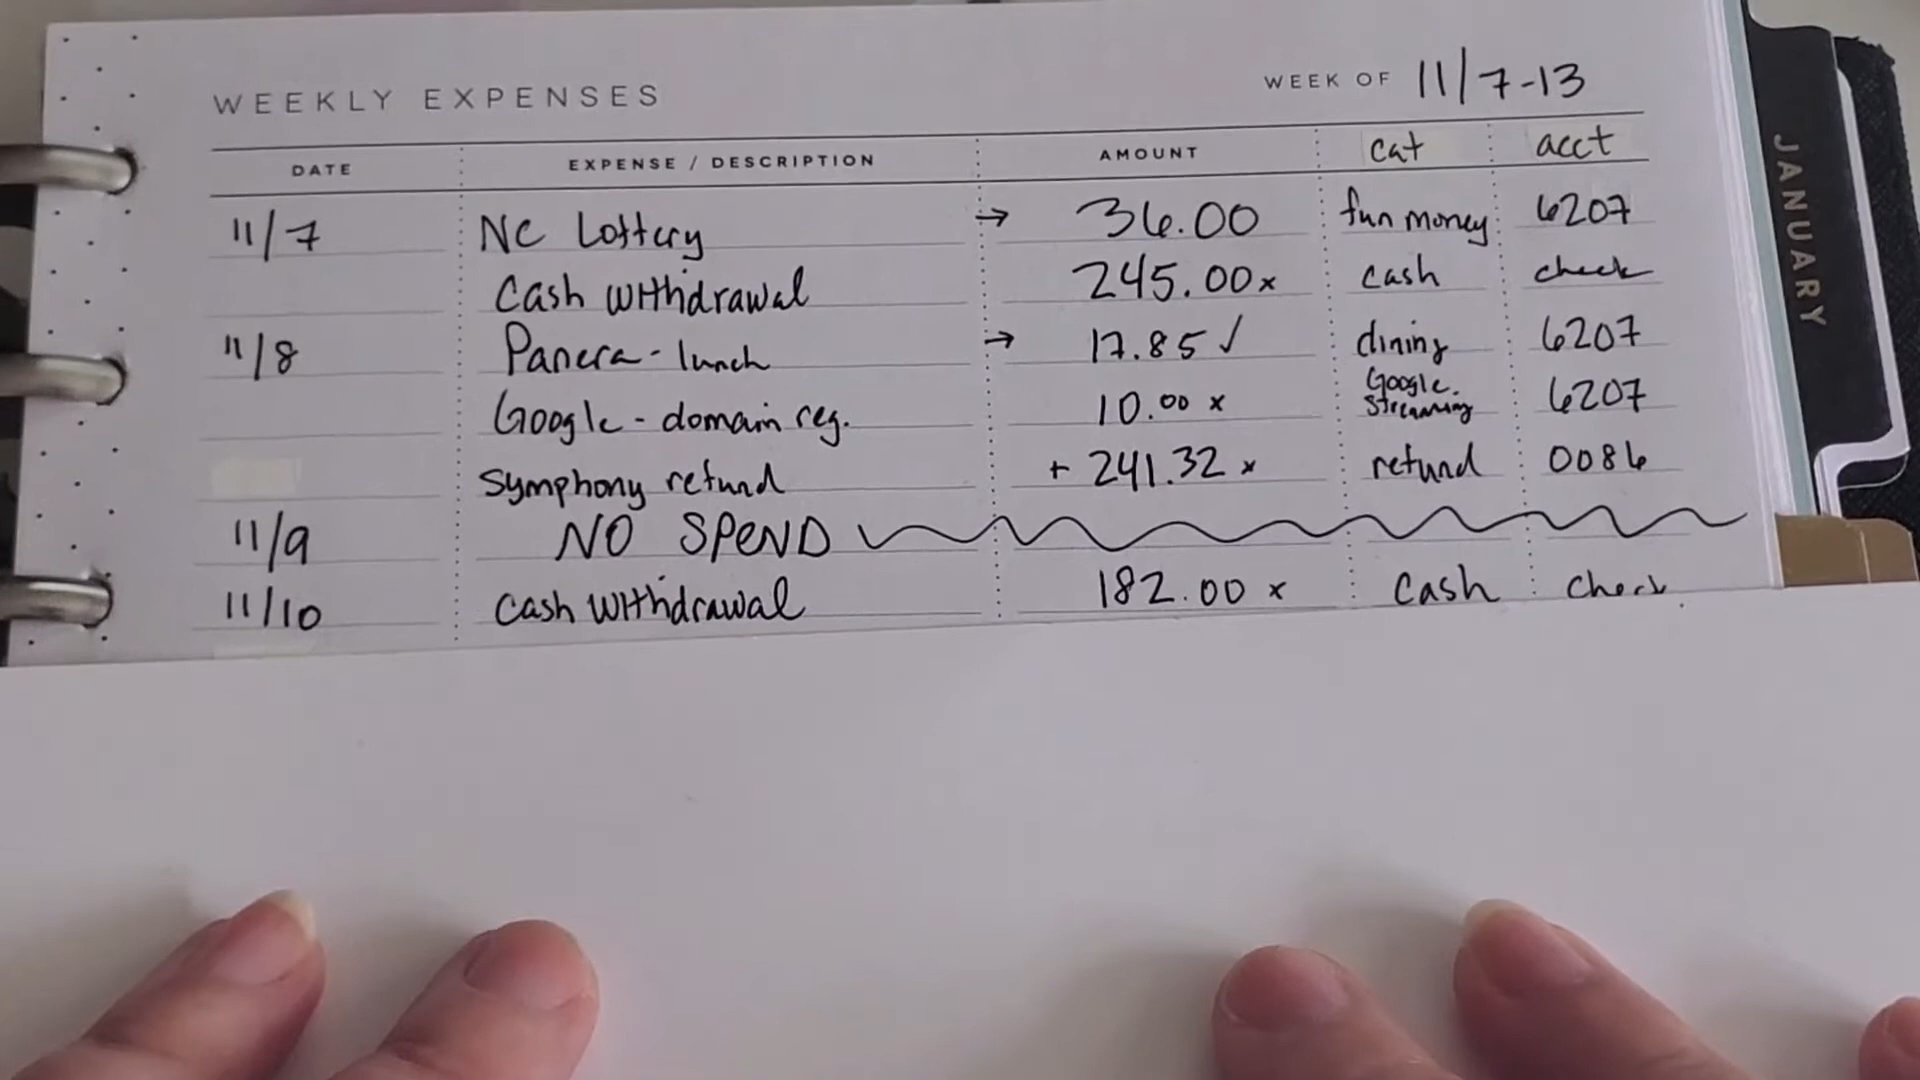 WEEKLY EXPENSES WEEK OF 11/7-13
DATE EXPENSE / DESCRIPTION AMOUNT cat acct
11/7 NC Lottery → 36.00 fun money 6207
Cash withdrawal 245.00 x cash check
11/8 Panera - lunch → 17.85 ✓ dining 6207
Google - domain reg. 10.00 x Google. Streaming 6207
Symphony refund + 241.32 x refund 0086
11/9 NO SPEND
11/10 Cash withdrawal 182.00 x Cash Check
JANUARY